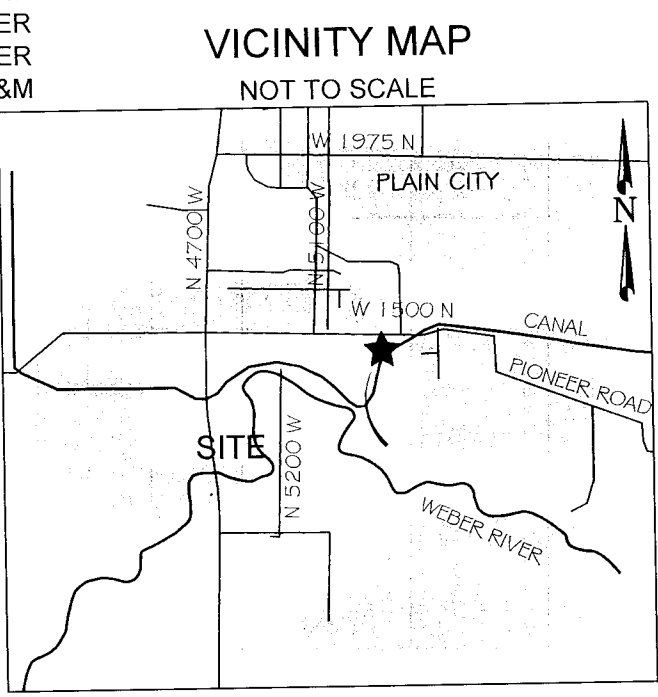 ER
ER
&M
VICINITY MAP
NOT TO SCALE
W 1975 N
PLAIN CITY
N
N 4700 W
N 5100 W
W 1500 N
CANAL
PIONEER ROAD
SITE
N 5200 W
WEBER RIVER